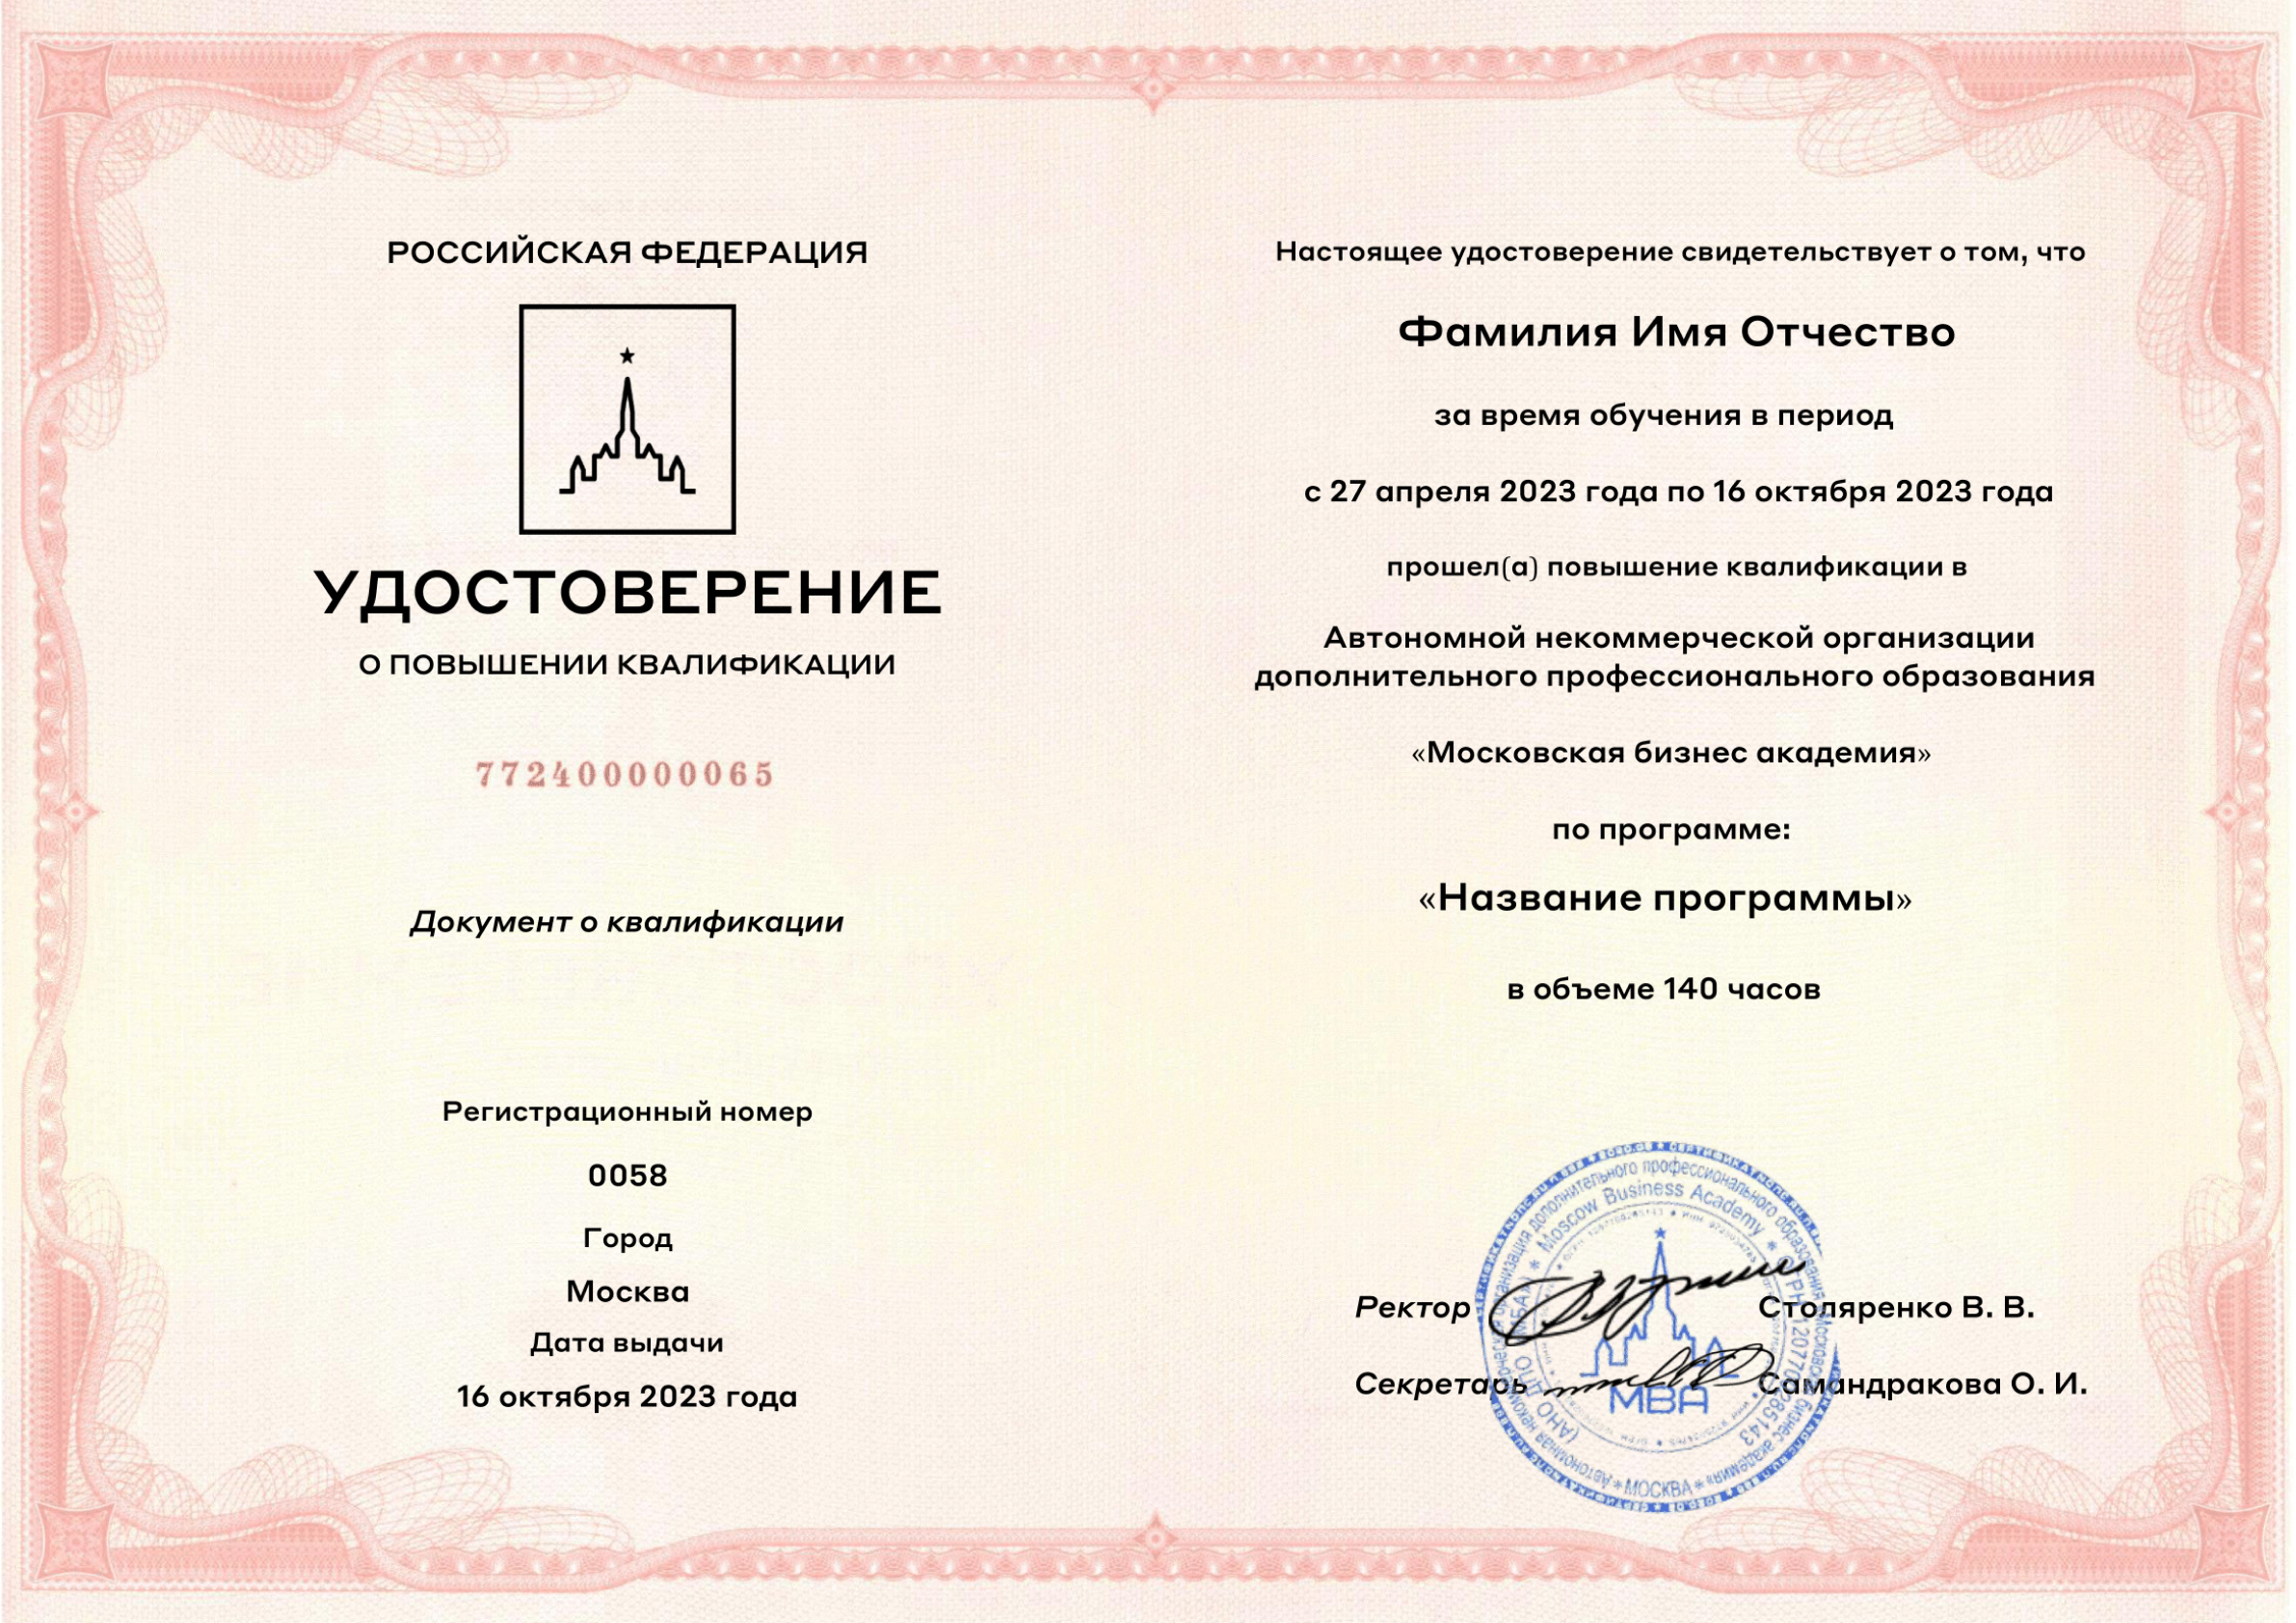 РОССИЙСКАЯ ФЕДЕРАЦИЯ
УДОСТОВЕРЕНИЕ
О ПОВЫШЕНИИ КВАЛИФИКАЦИИ
772400000065
Документ о квалификации
Регистрационный номер
0058
Город
Москва
Дата выдачи
16 октября 2023 года
Настоящее удостоверение свидетельствует о том, что
Фамилия Имя Отчество
за время обучения в период
с 27 апреля 2023 года по 16 октября 2023 года
прошел(а) повышение квалификации в
Автономной некоммерческой организации
дополнительного профессионального образования
«Московская бизнес академия»
по программе:
«Название программы»
в объеме 140 часов
Ректор Столяренко В. В.
Секретарь Самандракова О. И.
Автономная некоммерческая организация дополнительного профессионального образования «Московская бизнес академия» * МОСКВА *
(АНО ДПО МБА) * Moscow Business Academy * ОГРН 1207700285143
МВА